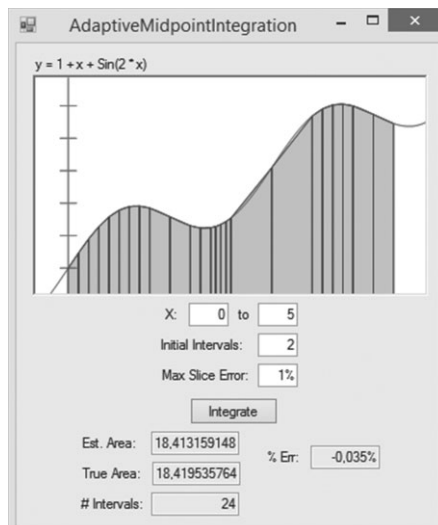 AdaptiveMidpointIntegration
y = 1 + x + Sin(2 * x)
X: 0 to 5
Initial Intervals: 2
Max Slice Error: 1%
Integrate
Est. Area: 18,413159148
% Err: -0,035%
True Area: 18,419535764
# Intervals: 24